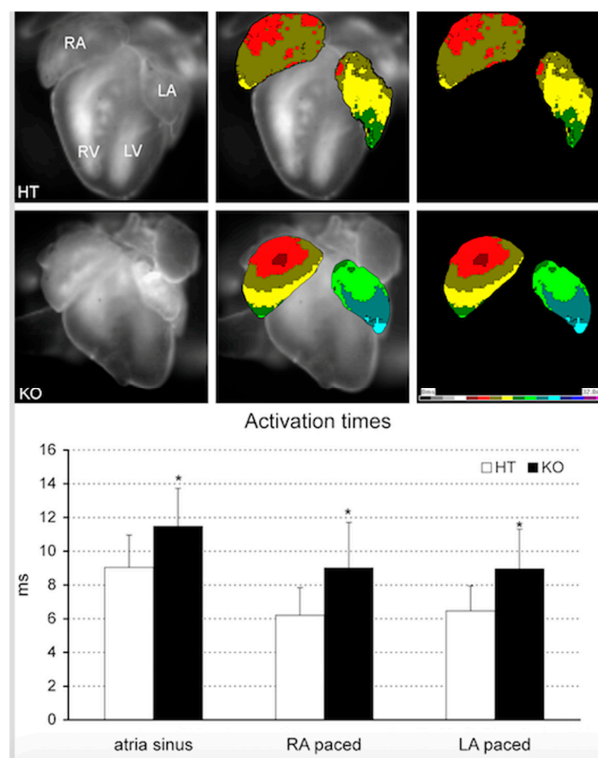 RA
LA
RV LV
HT
KO
0ms
Activation times
16
14
12
10
8
6
4
2
0
ms
HT KO
*
*
*
atria sinus RA paced LA paced